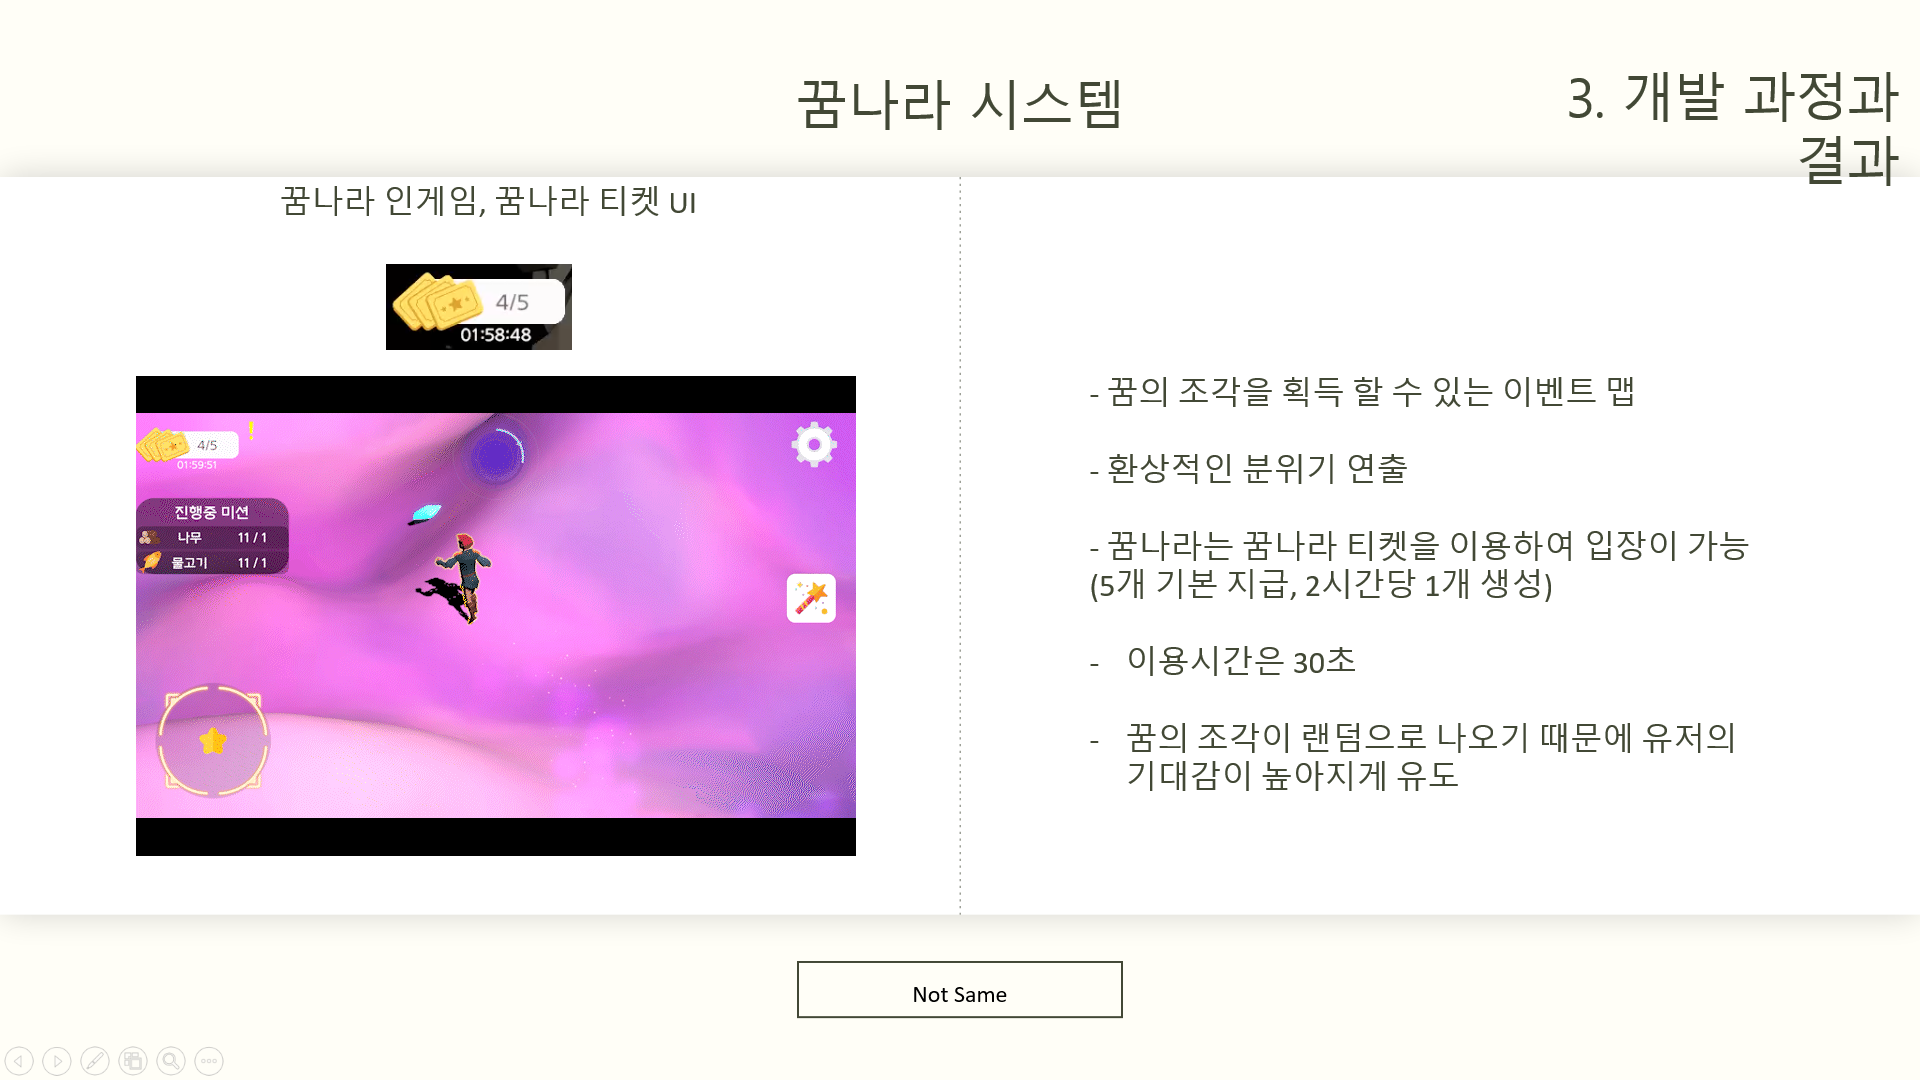 꿈나라 시스템
3. 개발 과정과
결과
꿈나라 인게임, 꿈나라 티켓 UI
4/5
01:58:48
4/5
01:59:51
!
진행중 미션
나무 11 / 1
물고기 11 / 1
- 꿈의 조각을 획득 할 수 있는 이벤트 맵
- 환상적인 분위기 연출
- 꿈나라는 꿈나라 티켓을 이용하여 입장이 가능
(5개 기본 지급, 2시간당 1개 생성)
- 이용시간은 30초
- 꿈의 조각이 랜덤으로 나오기 때문에 유저의
기대감이 높아지게 유도
Not Same